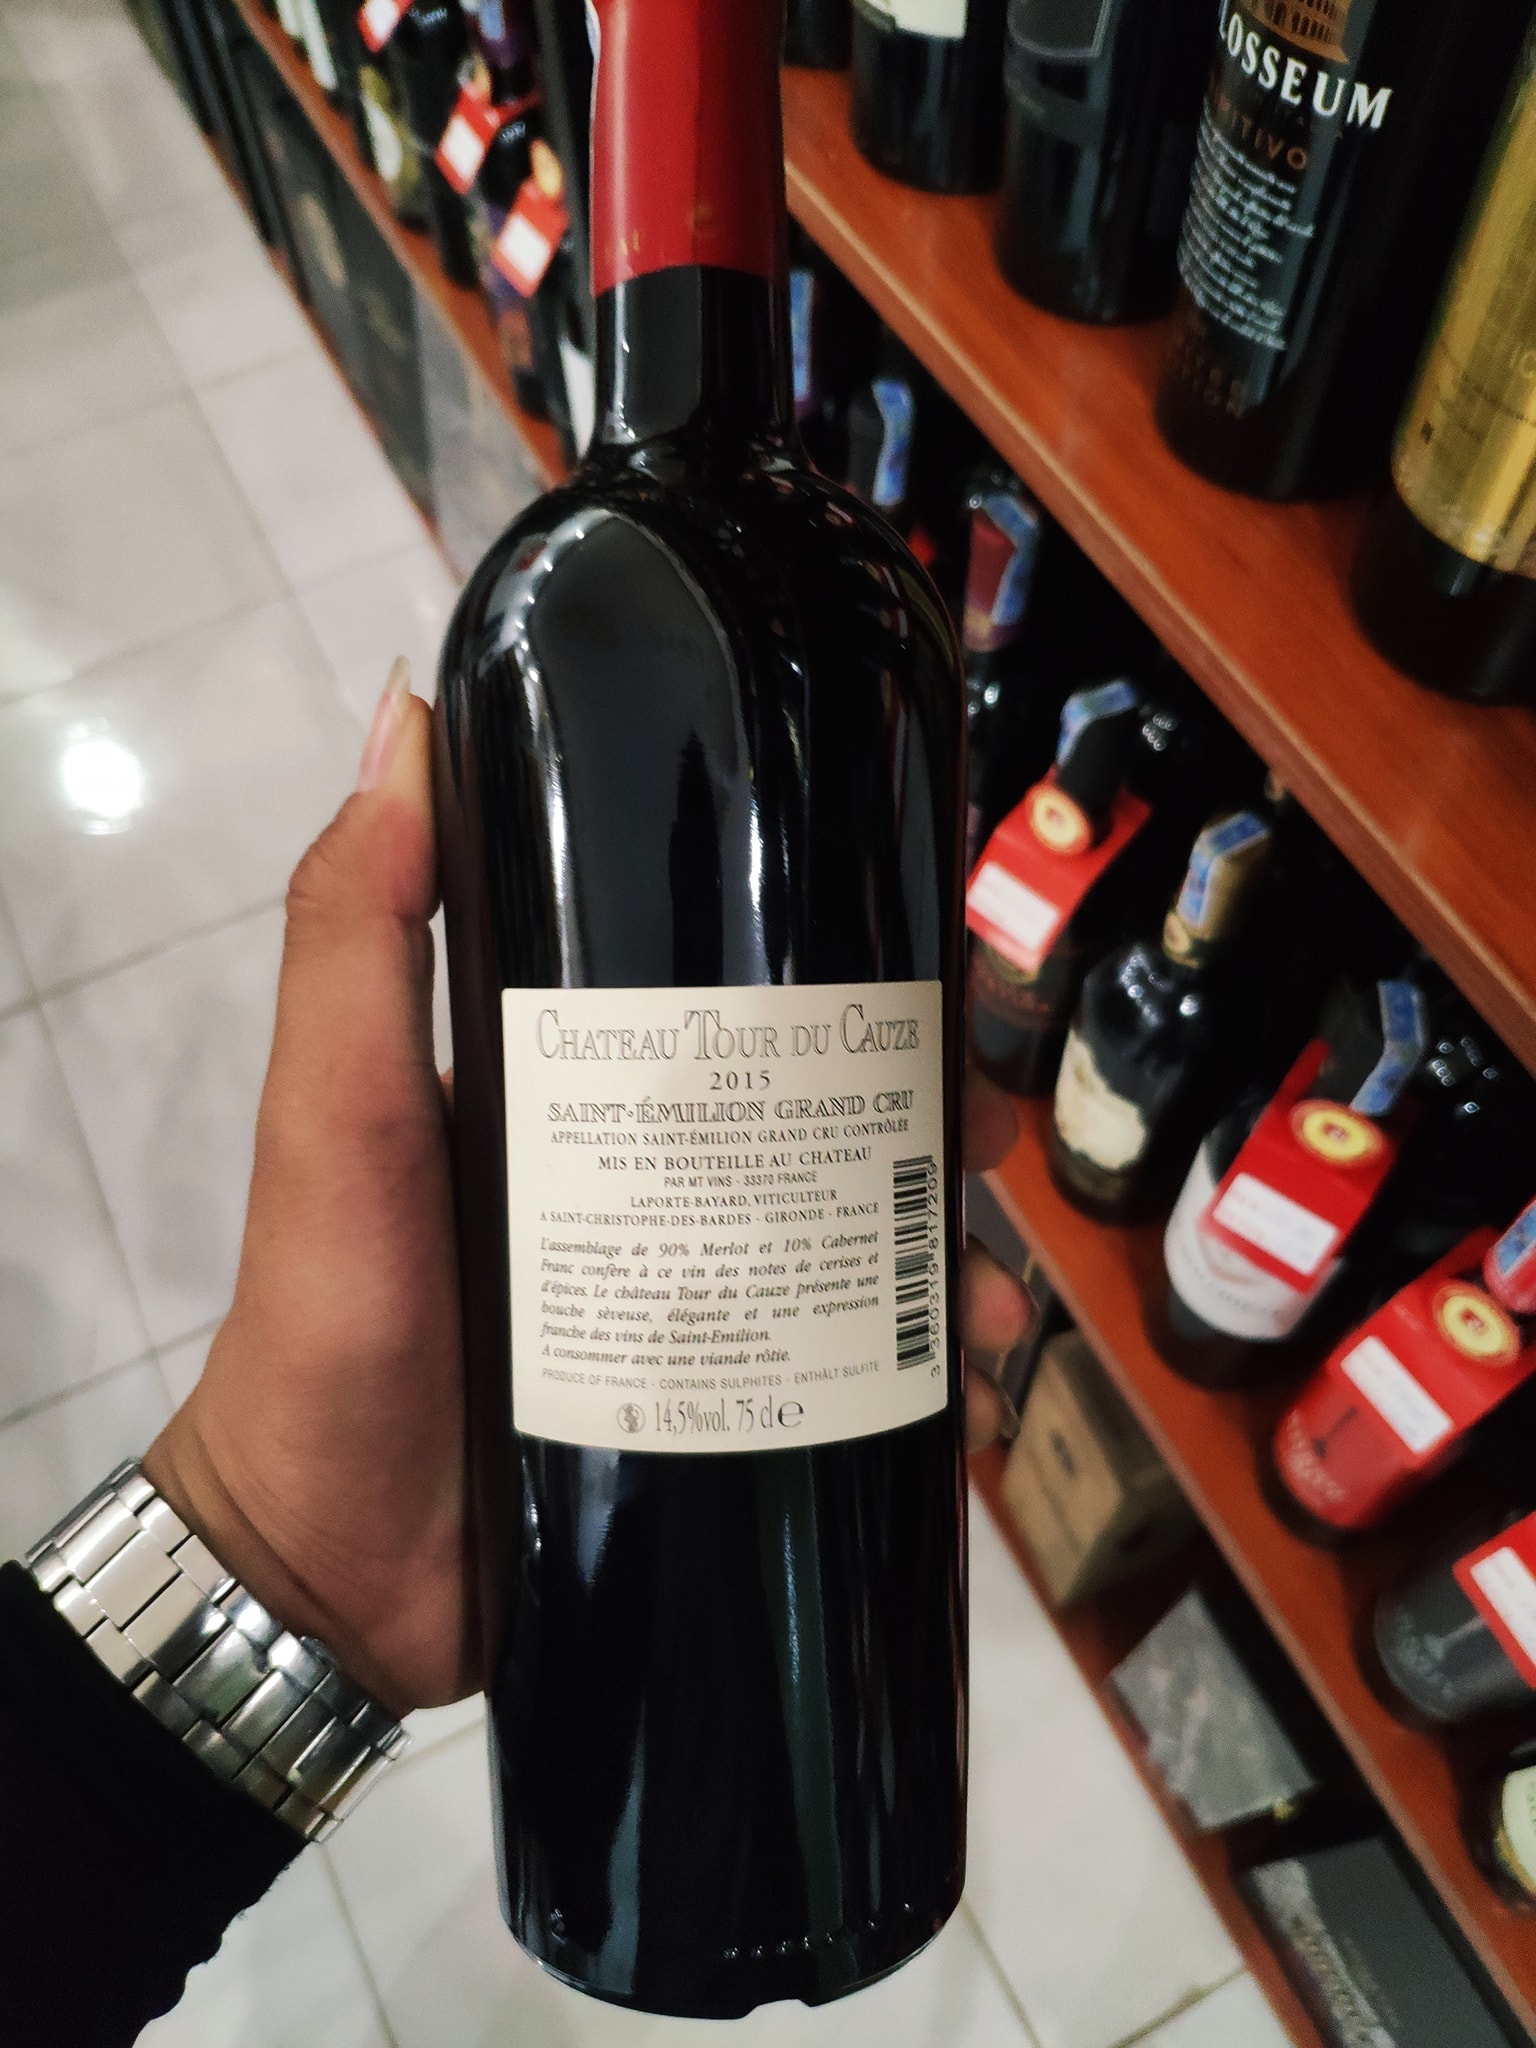 CHATEAU TOUR DU CAUZE
2015
SAINT-ÉMILION GRAND CRU
APPELLATION SAINT-ÉMILION GRAND CRU CONTRÔLÉE
MIS EN BOUTEILLE AU CHATEAU
PAR MT VINS - 33370 FRANCE
LAPORTE-BAYARD, VITICULTEUR
A SAINT-CHRISTOPHE-DES-BARDES - GIRONDE - FRANCE
L'assemblage de 90% Merlot et 10% Cabernet
Franc confère à ce vin des notes de cerises et
d'épices. Le château Tour du Cauze présente une
bouche sèveuse, élégante et une expression
franche des vins de Saint-Emilion.
A consommer avec une viande rôtie.
PRODUCE OF FRANCE - CONTAINS SULPHITES - ENTHÄLT SULFITE
14,5%vol. 75 cl e
3 360319 817209
LOSSEUM
ITIVO